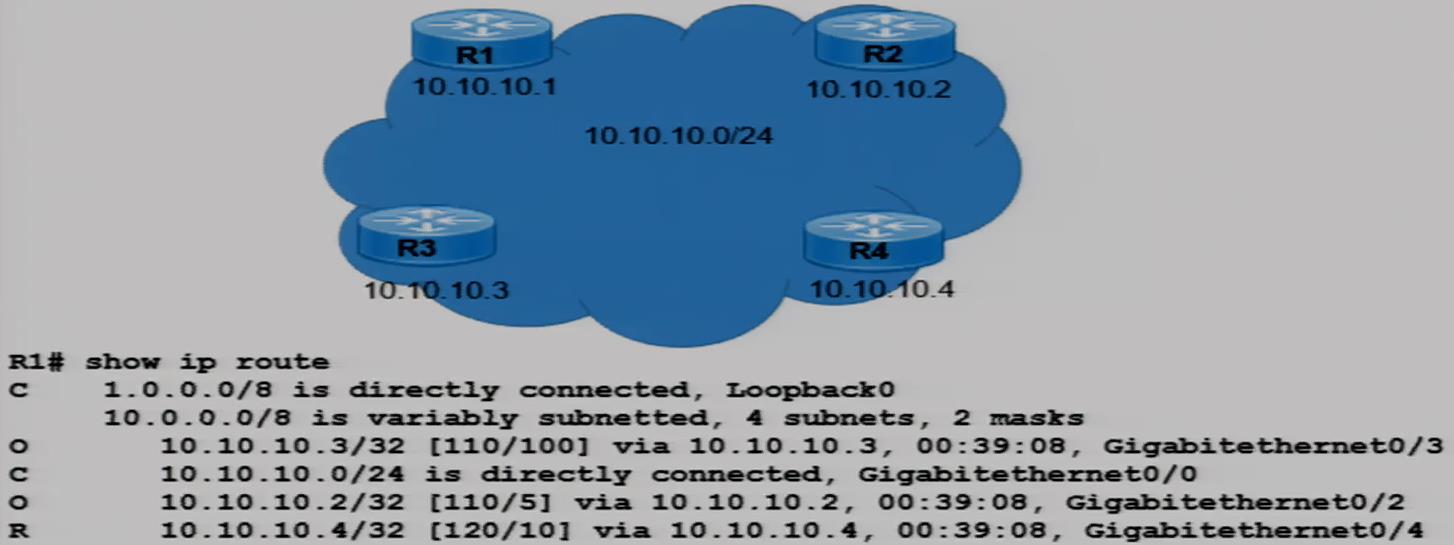 R1
R2
10.10.10.1
10.10.10.2
10.10.10.0/24
R3
R4
10.10.10.3
10.10.10.4
R1# show ip route
C 1.0.0.0/8 is directly connected, Loopback0
10.0.0.0/8 is variably subnetted, 4 subnets, 2 masks
O 10.10.10.3/32 [110/100] via 10.10.10.3, 00:39:08, Gigabitethernet0/3
C 10.10.10.0/24 is directly connected, Gigabitethernet0/0
O 10.10.10.2/32 [110/5] via 10.10.10.2, 00:39:08, Gigabitethernet0/2
R 10.10.10.4/32 [120/10] via 10.10.10.4, 00:39:08, Gigabitethernet0/4